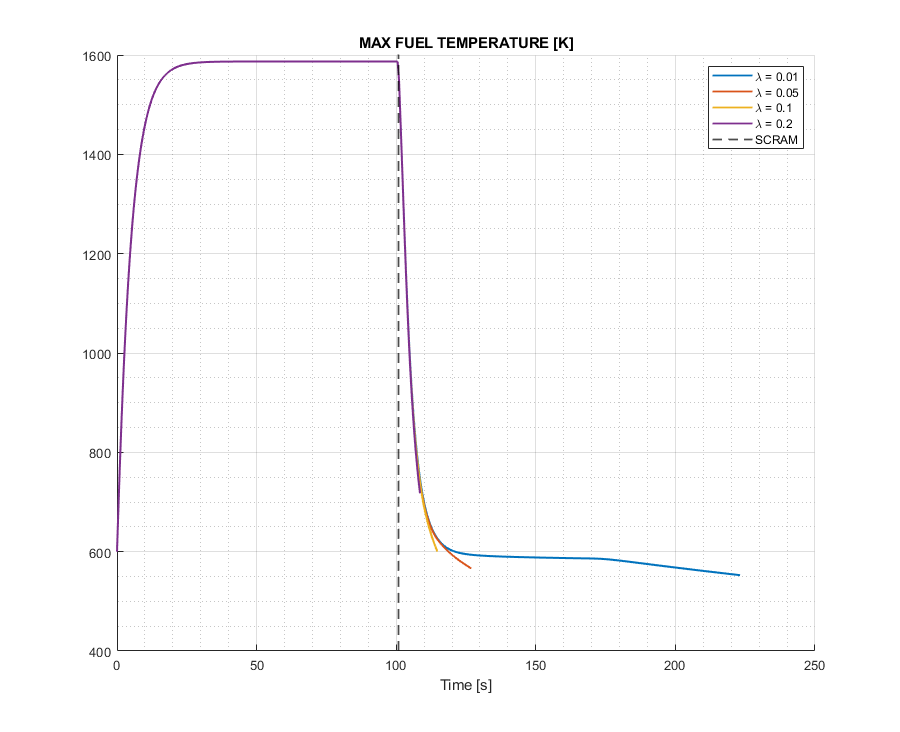 MAX FUEL TEMPERATURE [K]
1600
1400
1200
1000
800
600
400
0
50
100
150
200
250
Time [s]
λ = 0.01
λ = 0.05
λ = 0.1
λ = 0.2
SCRAM